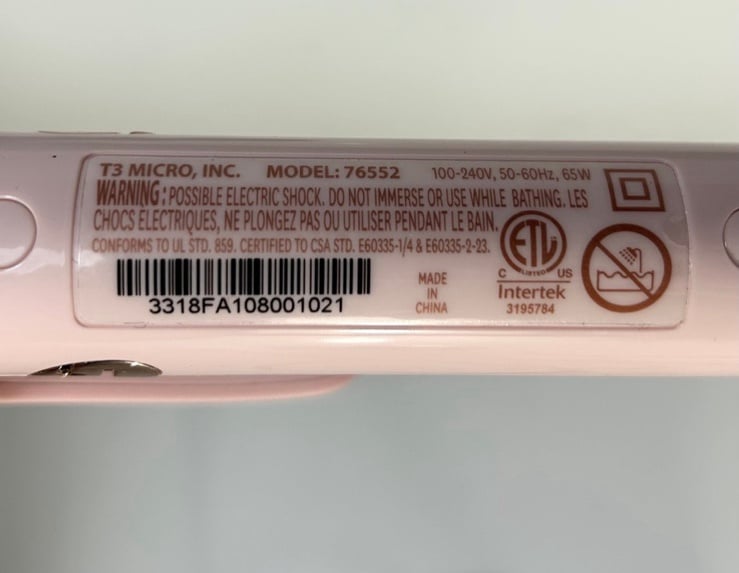 T3 MICRO, INC. MODEL: 76552 100-240V, 50-60Hz, 65W
WARNING: POSSIBLE ELECTRIC SHOCK. DO NOT IMMERSE OR USE WHILE BATHING. LES
CHOCS ELECTRIQUES, NE PLONGEZ PAS OU UTILISER PENDANT LE BAIN.
CONFORMS TO UL STD. 859. CERTIFIED TO CSA STD. E60335-1/4 & E60335-2-23.
3318FA108001021
MADE
IN
CHINA
ETL
LISTED
C US
Intertek
3195784